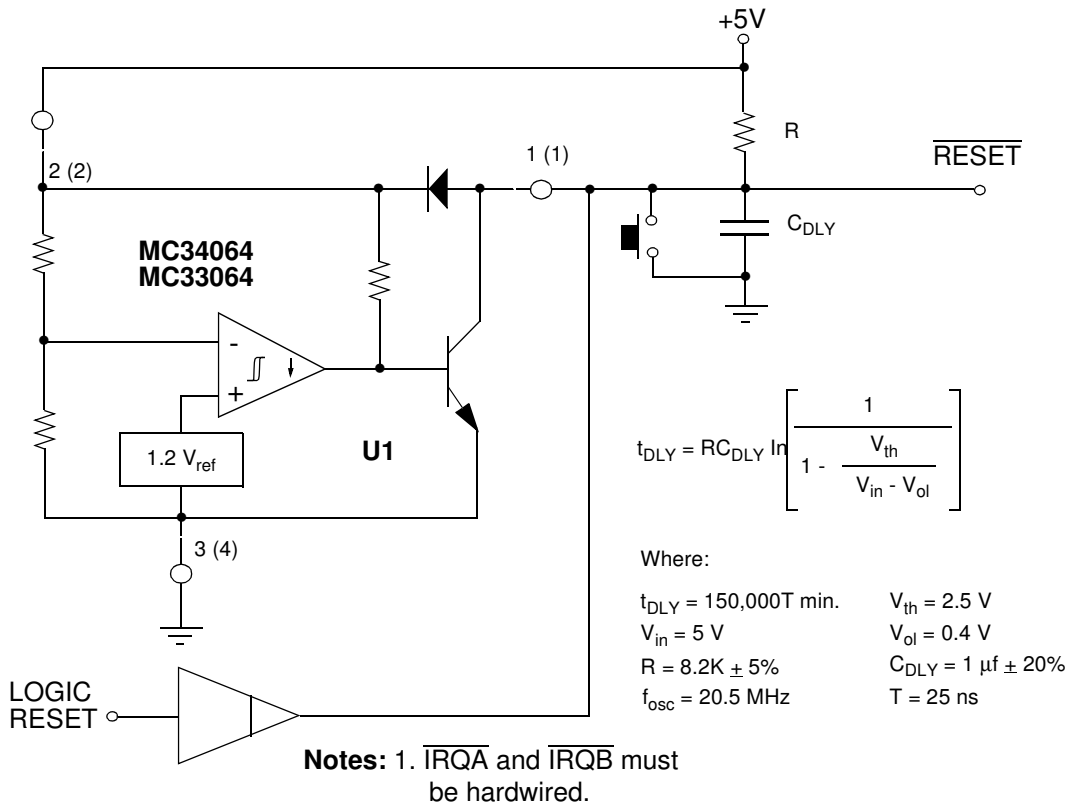 +5V
R
RESET
2 (2)
1 (1)
C_DLY
MC34064
MC33064
-
+
1.2 V_ref
U1
3 (4)
t_DLY = RC_DLY In [ 1 / ( 1 - V_th / ( V_in - V_ol ) ) ]
Where:
t_DLY = 150,000T min.
V_th = 2.5 V
V_in = 5 V
V_ol = 0.4 V
R = 8.2K ± 5%
C_DLY = 1 μf ± 20%
f_osc = 20.5 MHz
T = 25 ns
LOGIC
RESET
Notes: 1. IRQA and IRQB must
be hardwired.